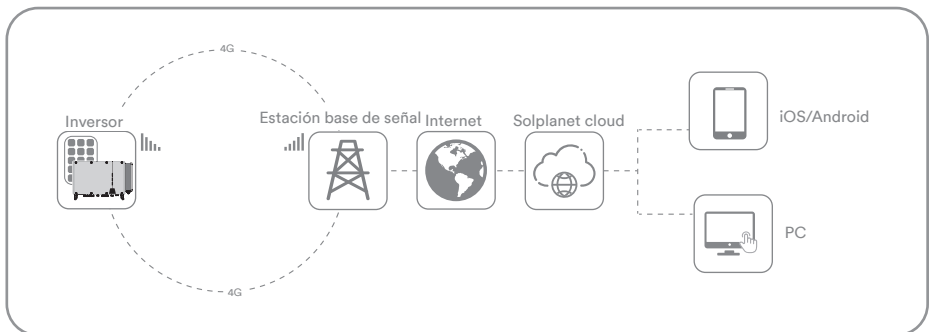 4G
Inversor
Estación base de señal
Internet
Solplanet cloud
iOS/Android
PC
4G